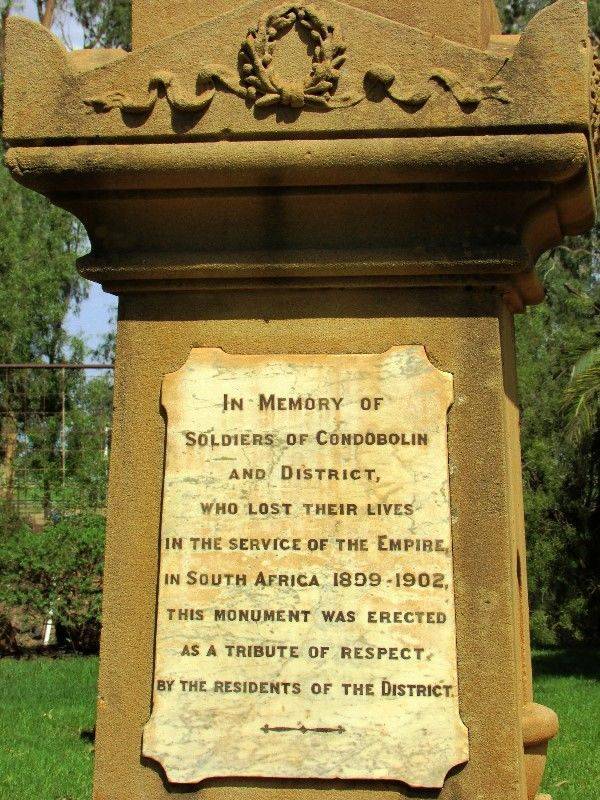 In Memory of
Soldiers of Condobolin
and District,
who lost their lives
in the service of the Empire,
in South Africa 1899-1902,
this monument was erected
as a tribute of respect,
by the residents of the District.